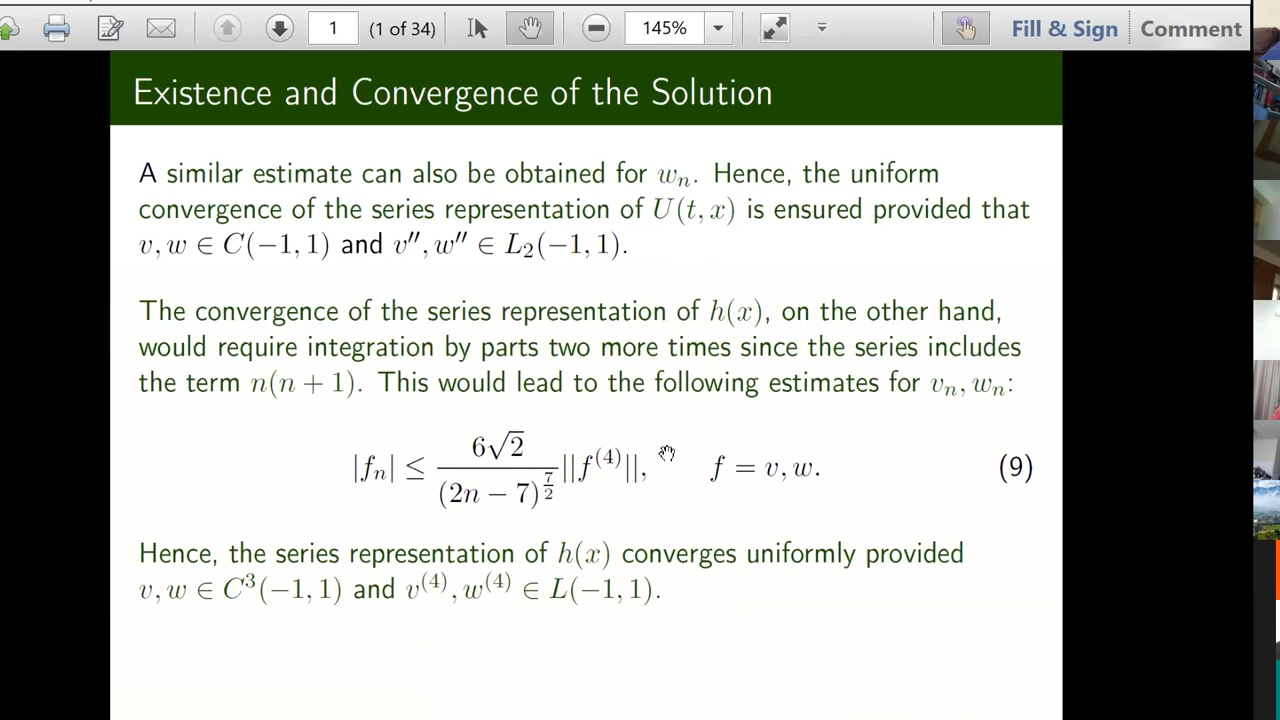 1 (1 of 34) 145% Fill & Sign Comment
Existence and Convergence of the Solution
A similar estimate can also be obtained for wₙ. Hence, the uniform
convergence of the series representation of U(t, x) is ensured provided that
v, w ∈ C(−1, 1) and v′′, w′′ ∈ L₂(−1, 1).
The convergence of the series representation of h(x), on the other hand,
would require integration by parts two more times since the series includes
the term n(n + 1). This would lead to the following estimates for vₙ, wₙ:
|fₙ| ≤ 6√2 / (2n − 7)^(7/2) ||f⁽⁴⁾||, f = v, w. (9)
Hence, the series representation of h(x) converges uniformly provided
v, w ∈ C³(−1, 1) and v⁽⁴⁾, w⁽⁴⁾ ∈ L(−1, 1).